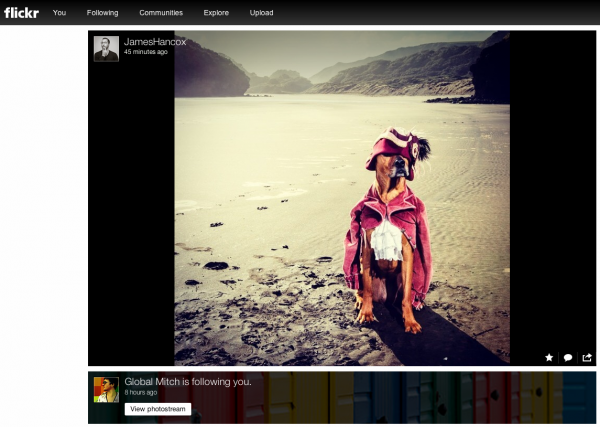 flickr You Following Communities Explore Upload
JamesHancox
45 minutes ago
Global Mitch is following you.
8 hours ago
View photostream